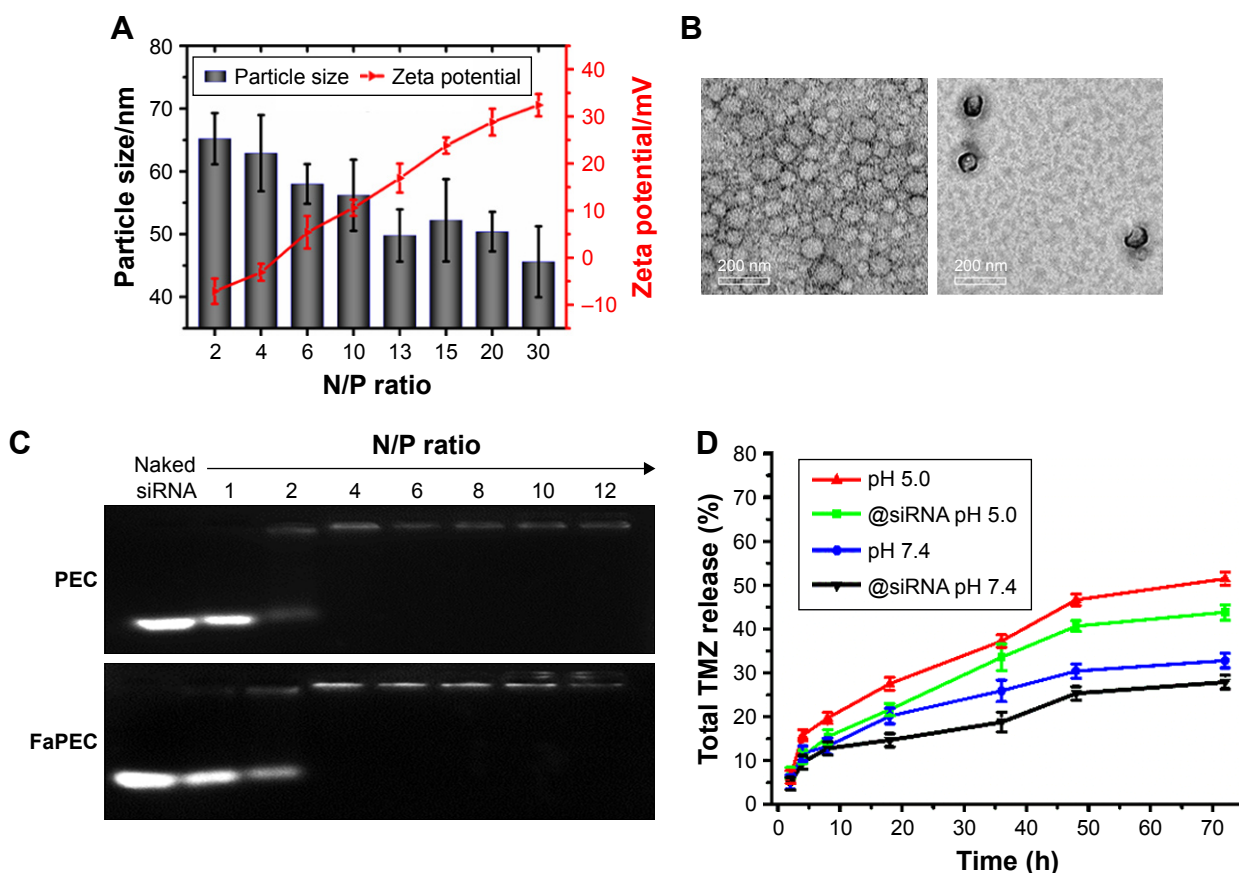 A
80
70
60
50
40
Particle size/nm
Particle size
Zeta potential
40
30
20
10
0
–10
Zeta potential/mV
2 4 6 10 13 15 20 30
N/P ratio
B
200 nm
200 nm
C
N/P ratio
Naked
siRNA 1 2 4 6 8 10 12
PEC
FaPEC
D
80
70
60
50
40
30
20
10
0
Total TMZ release (%)
pH 5.0
@siRNA pH 5.0
pH 7.4
@siRNA pH 7.4
0 10 20 30 40 50 60 70
Time (h)